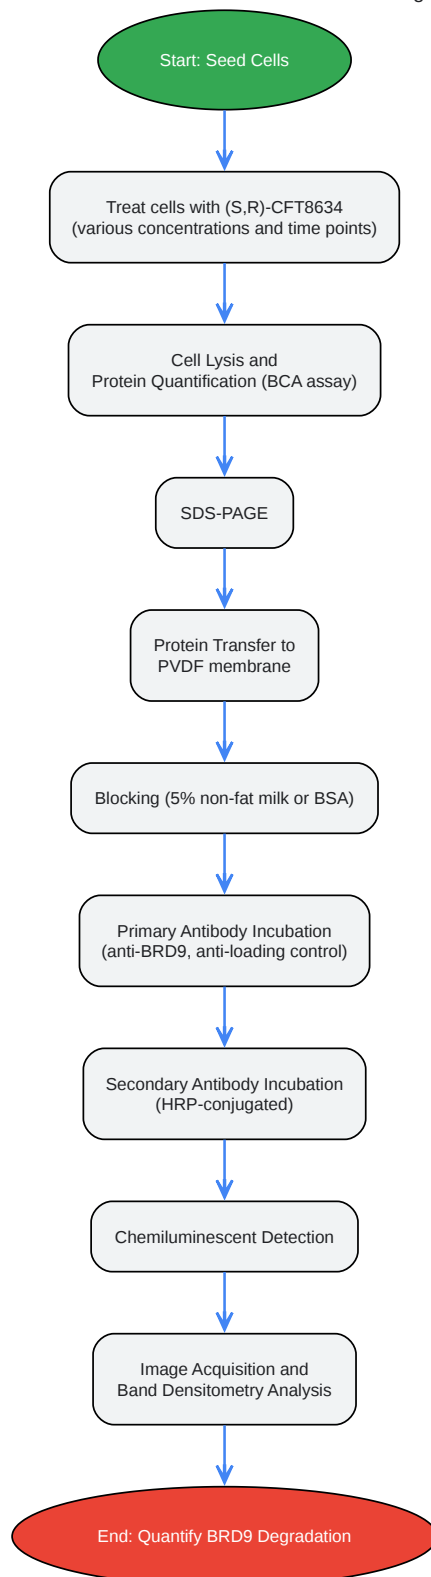 Start: Seed Cells
Treat cells with (S,R)-CFT8634
(various concentrations and time points)
Cell Lysis and
Protein Quantification (BCA assay)
SDS-PAGE
Protein Transfer to
PVDF membrane
Blocking (5% non-fat milk or BSA)
Primary Antibody Incubation
(anti-BRD9, anti-loading control)
Secondary Antibody Incubation
(HRP-conjugated)
Chemiluminescent Detection
Image Acquisition and
Band Densitometry Analysis
End: Quantify BRD9 Degradation